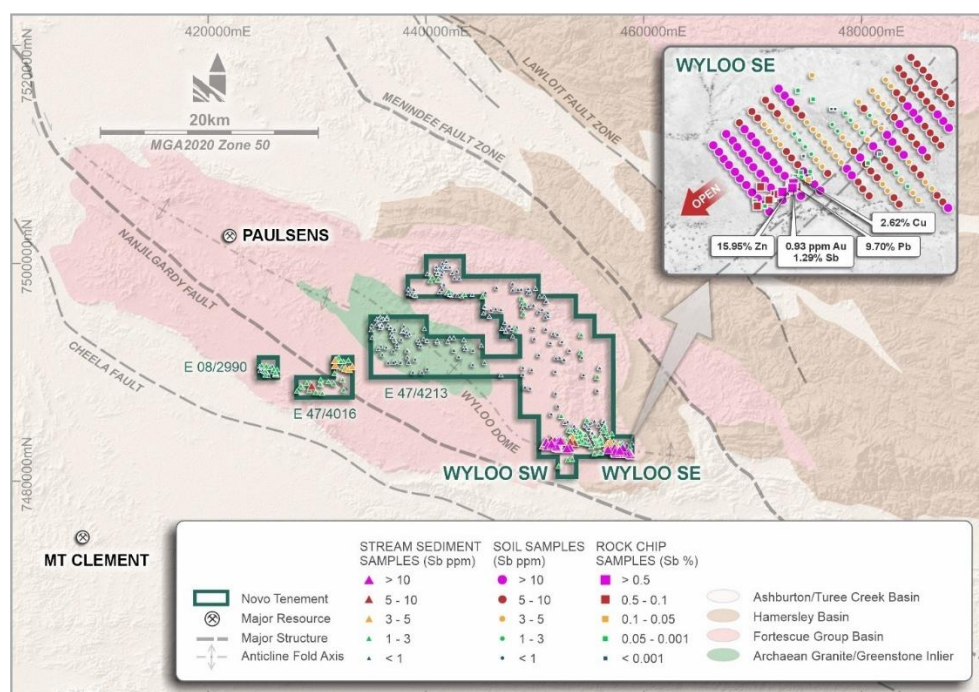 420000mE
440000mE
460000mE
480000mE
7520000mN
7500000mN
7480000mN
20km
MGA2020 Zone 50
MENINDEE FAULT ZONE
LAWLOIT FAULT ZONE
WYLOO SE
OPEN
2.62% Cu
15.95% Zn
0.93 ppm Au
1.29% Sb
9.70% Pb
PAULSENS
NANJILGARDY FAULT
CHEELA FAULT
E 08/2990
E 47/4016
E 47/4213
WYLOO DOME
WYLOO SW
WYLOO SE
MT CLEMENT
Novo Tenement
Major Resource
Major Structure
Anticline Fold Axis
STREAM SEDIMENT
SAMPLES (Sb ppm)
> 10
5 - 10
3 - 5
1 - 3
< 1
SOIL SAMPLES
(Sb ppm)
> 10
5 - 10
3 - 5
1 - 3
< 1
ROCK CHIP
SAMPLES (Sb %)
> 0.5
0.5 - 0.1
0.1 - 0.05
0.05 - 0.001
< 0.001
Ashburton/Turee Creek Basin
Hamersley Basin
Fortescue Group Basin
Archaean Granite/Greenstone Inlier